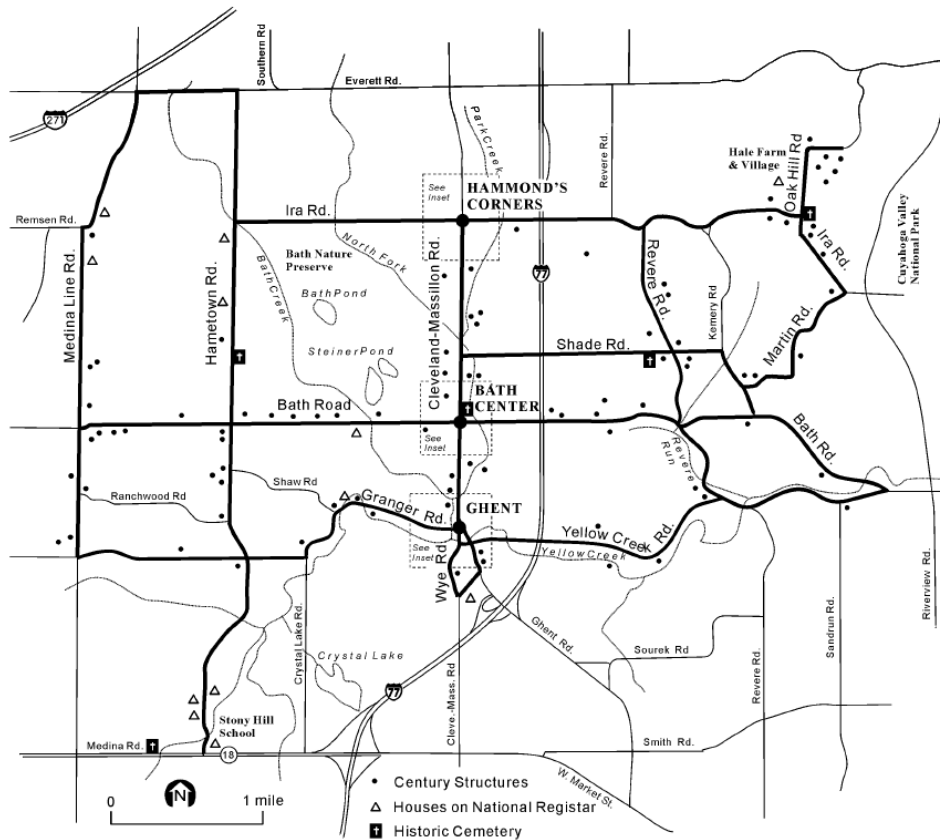 Southern Rd
Everett Rd.
271
Park Creek
Revere Rd.
Hale Farm
& Village
Oak Hill Rd
See
Inset
HAMMOND'S
CORNERS
Remsen Rd.
Ira Rd.
Ira Rd.
Cuyahoga Valley
National Park
Medina Line Rd.
Hametown Rd.
Bath Creek
Bath Nature
Preserve
North Fork
Cleveland-Massillon Rd.
77
Revere Rd.
Kemery Rd
Martin Rd.
Bath Pond
Steiner Pond
Shade Rd.
BATH
CENTER
Bath Road
See
Inset
Revere
Run
Bath Rd.
Shaw Rd
Ranchwood Rd
Granger Rd.
GHENT
See
Inset
Yellow Creek Rd.
Yellow Creek
Wye Rd
Crystal Lake Rd.
Crystal Lake
Ghent Rd.
Sourek Rd
Revere Rd.
Sandrun Rd.
Riverview Rd.
77
Cleve.-Mass. Rd
Stony Hill
School
Medina Rd.
18
Smith Rd.
W. Market St.
N
0 1 mile
Century Structures
Houses on National Registar
Historic Cemetery